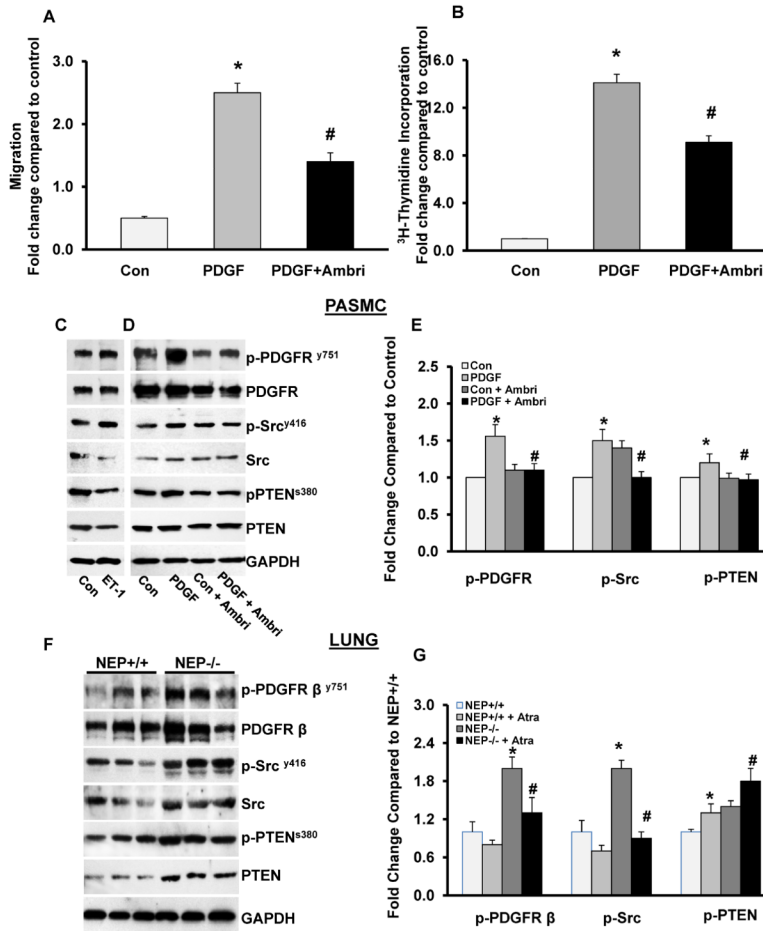 A
Migration
Fold change compared to control
3.0
2.0
1.0
0.0
*
#
Con
PDGF
PDGF+Ambri
B
³H-Thymidine Incorporation
Fold change compared to control
16.0
12.0
8.0
4.0
0.0
*
#
Con
PDGF
PDGF+Ambri
PASMC
C
D
p-PDGFR y751
PDGFR
p-Src y416
Src
pPTEN s380
PTEN
GAPDH
Con
ET-1
Con
PDGF
Con + Ambri
PDGF + Ambri
E
Fold Change Compared to Control
2.5
2.0
1.5
1.0
0.5
0.0
Con
PDGF
Con + Ambri
PDGF + Ambri
*
#
*
#
*
#
p-PDGFR
p-Src
p-PTEN
LUNG
F
NEP+/+
NEP-/-
p-PDGFR β y751
PDGFR β
p-Src y416
Src
p-PTEN s380
PTEN
GAPDH
G
Fold Change Compared to NEP+/+
3.0
2.4
1.8
1.2
0.6
0.0
NEP+/+
NEP+/+ + Atra
NEP-/-
NEP-/- + Atra
*
#
*
#
*
#
p-PDGFR β
p-Src
p-PTEN